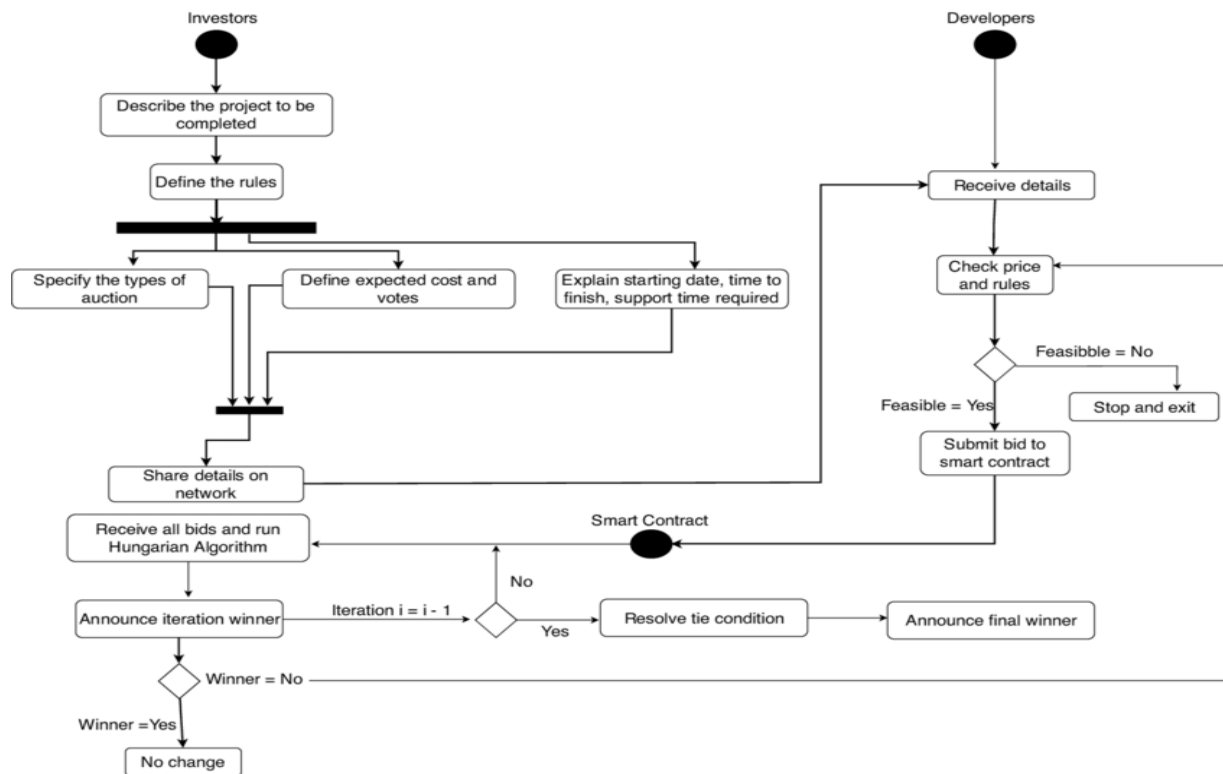 Investors
Developers
Describe the project to be
completed
Define the rules
Receive details
Specify the types of
auction
Define expected cost and
votes
Explain starting date, time to
finish, support time required
Check price
and rules
Feasibble = No
Feasible = Yes
Stop and exit
Submit bid to
smart contract
Share details on
network
Receive all bids and run
Hungarian Algorithm
Smart Contract
No
Announce iteration winner
Iteration i = i - 1
Yes
Resolve tie condition
Announce final winner
Winner = No
Winner =Yes
No change